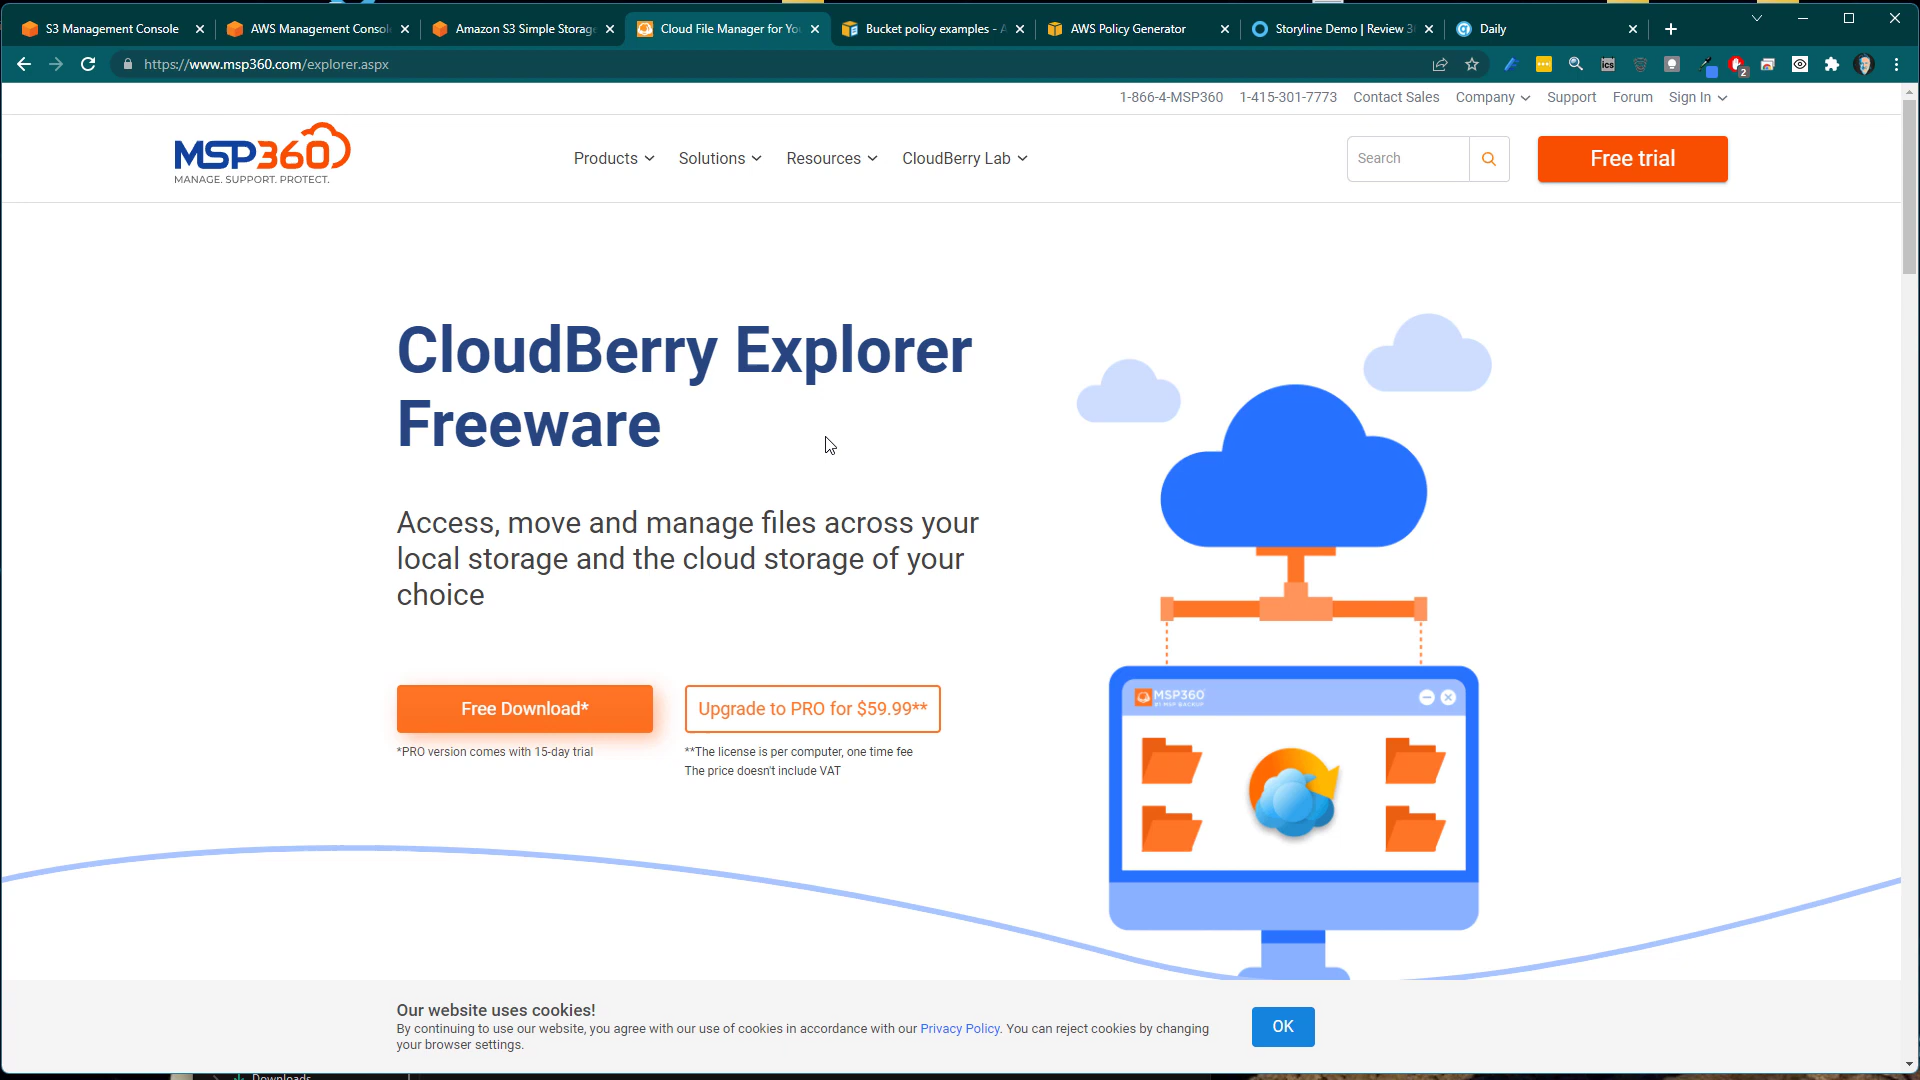 S3 Management Console
AWS Management Consol
Amazon S3 Simple Storage
Cloud File Manager for You
Bucket policy examples - A
AWS Policy Generator
Storyline Demo | Review 3
Daily
https://www.msp360.com/explorer.aspx
2
1-866-4-MSP360
1-415-301-7773
Contact Sales
Company
Support
Forum
Sign In
MSP360
MANAGE. SUPPORT. PROTECT.
Products
Solutions
Resources
CloudBerry Lab
Search
Free trial
CloudBerry Explorer
Freeware
Access, move and manage files across your
local storage and the cloud storage of your
choice
Free Download*
Upgrade to PRO for $59.99**
*PRO version comes with 15-day trial
**The license is per computer, one time fee
The price doesn't include VAT
MSP360
Our website uses cookies!
By continuing to use our website, you agree with our use of cookies in accordance with our Privacy Policy. You can reject cookies by changing
your browser settings.
OK
Downloads